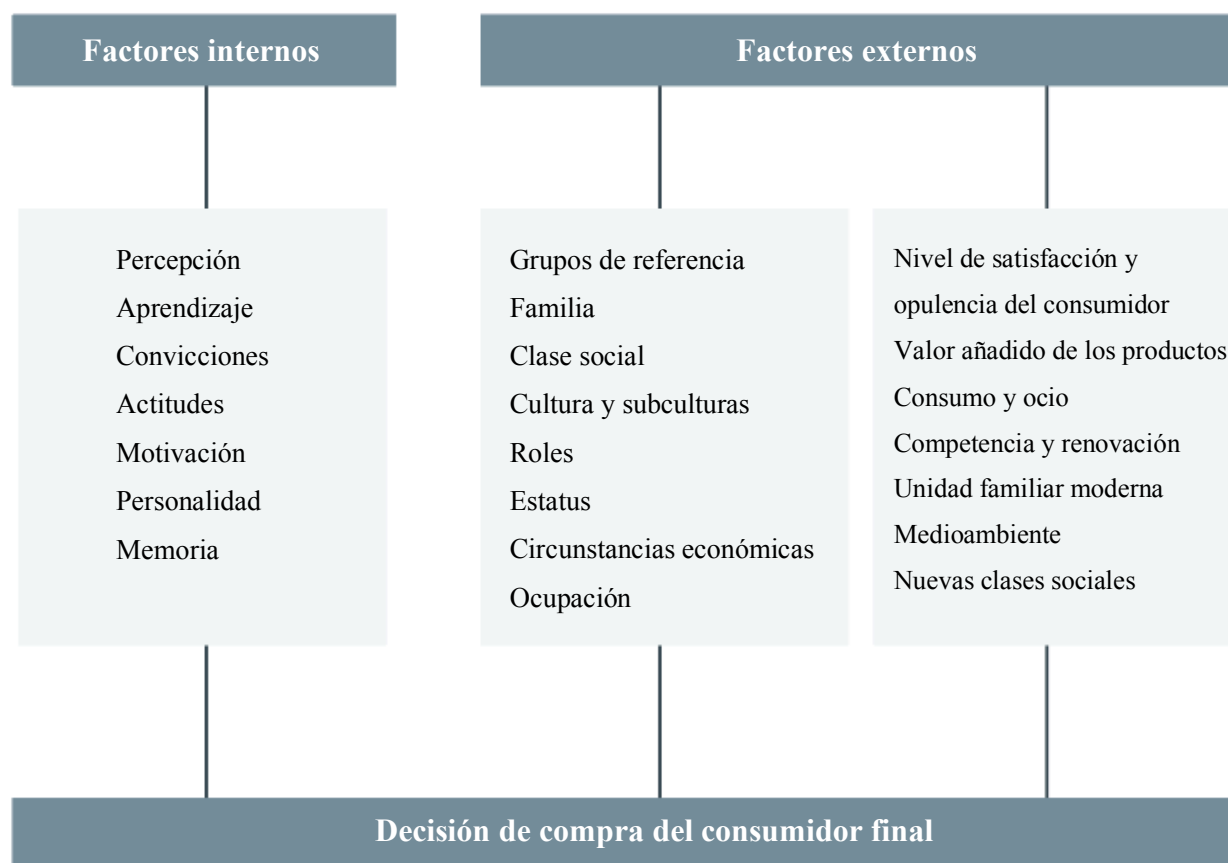 Factores internos
Factores externos
Percepción
Aprendizaje
Convicciones
Actitudes
Motivación
Personalidad
Memoria
Grupos de referencia
Familia
Clase social
Cultura y subculturas
Roles
Estatus
Circunstancias económicas
Ocupación
Nivel de satisfacción y
opulencia del consumidor
Valor añadido de los productos
Consumo y ocio
Competencia y renovación
Unidad familiar moderna
Medioambiente
Nuevas clases sociales
Decisión de compra del consumidor final